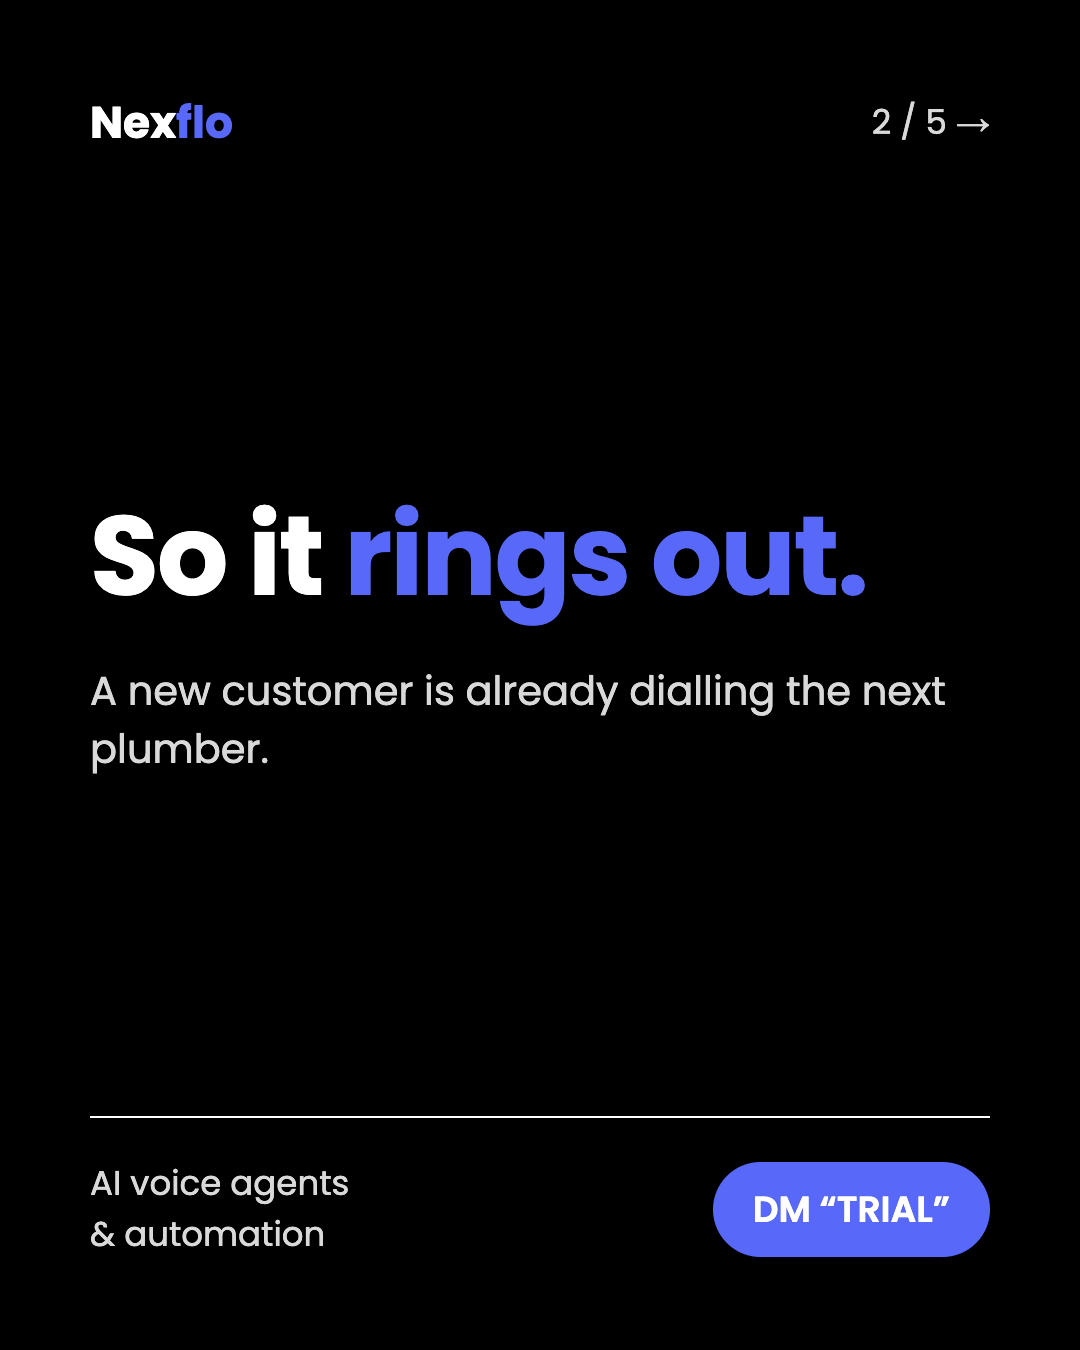 Nexflo
2 / 5 →
So it rings out.
A new customer is already dialling the next
plumber.
AI voice agents
& automation
DM “TRIAL”